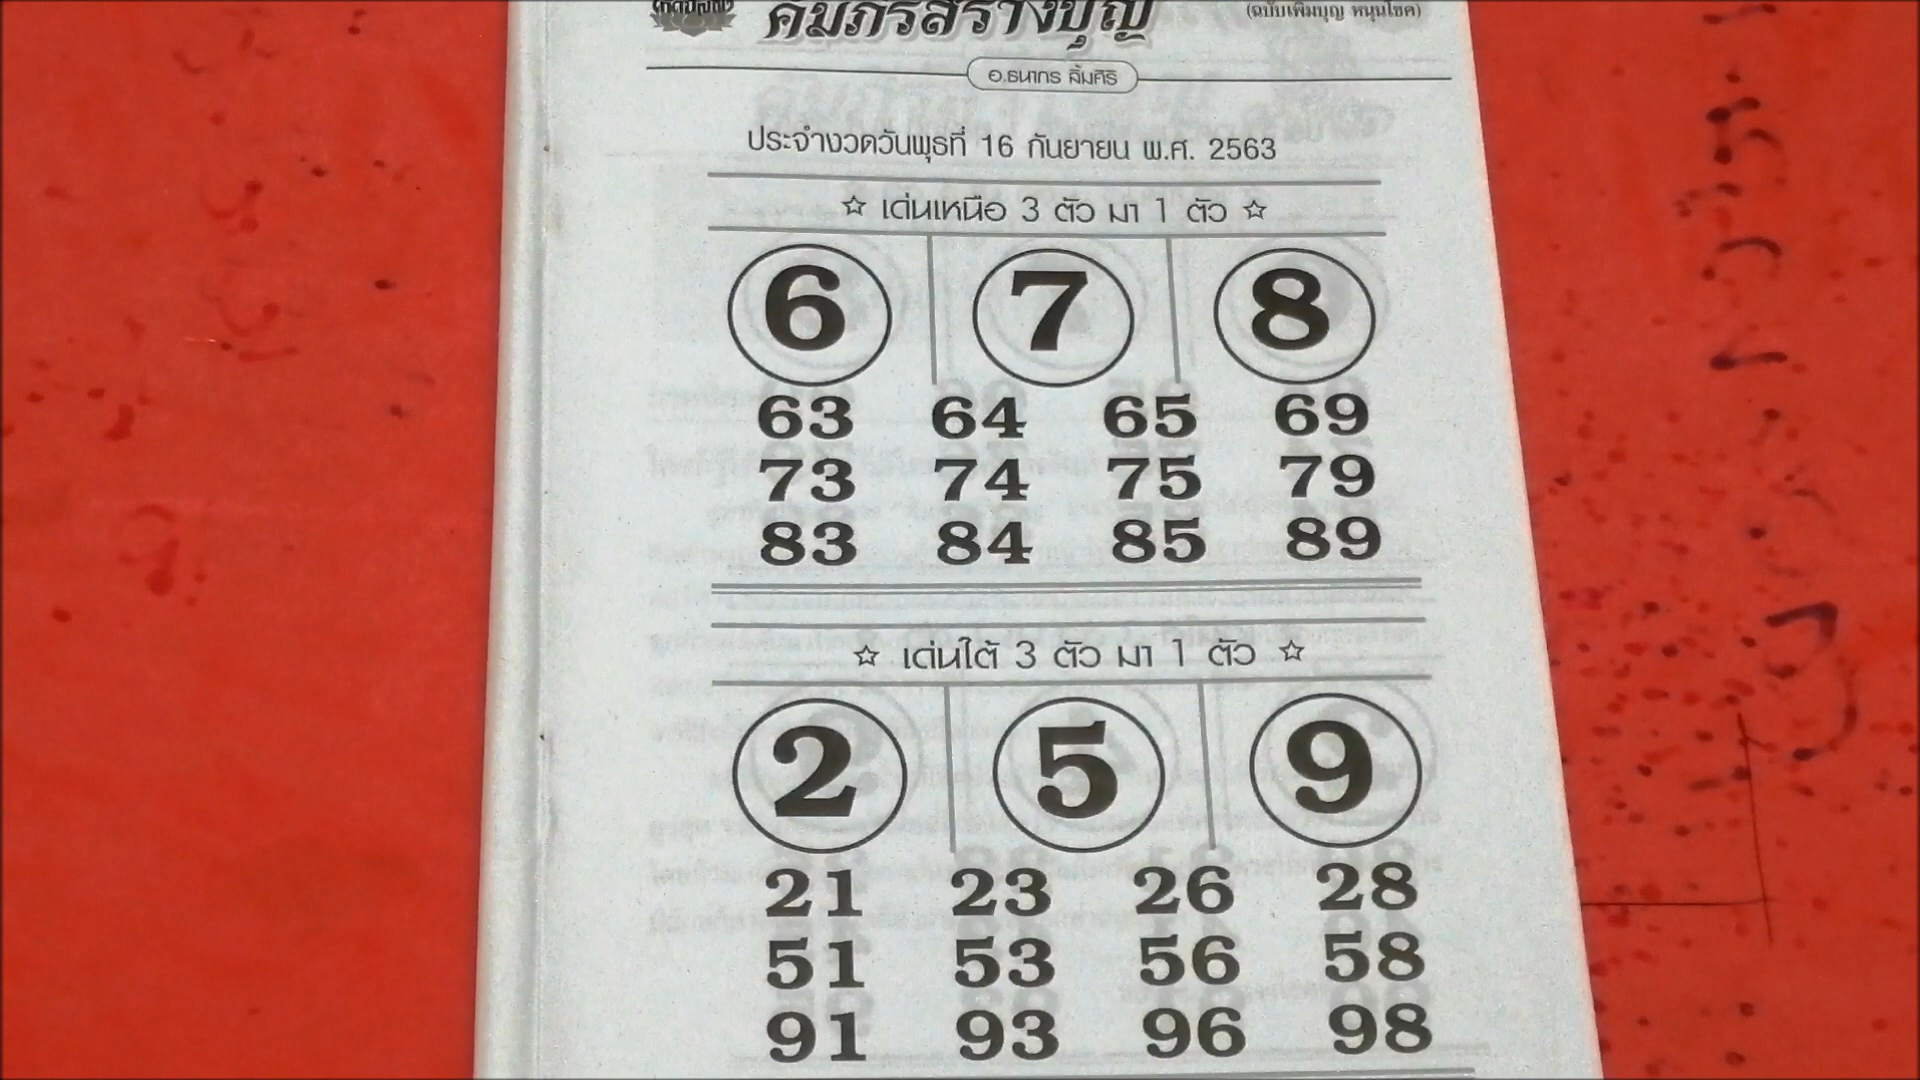 คัมภีร์สร้างบุญ
(ฉบับเพิ่มบุญ หนุนโชค)
อ.ธนากร ลิ้มศิริ
ประจำงวดวันพุธที่ 16 กันยายน พ.ศ. 2563
☆ เด่นเหนือ 3 ตัว มา 1 ตัว ☆
6 7 8
63 64 65 69
73 74 75 79
83 84 85 89
☆ เด่นใต้ 3 ตัว มา 1 ตัว ☆
2 5 9
21 23 26 28
51 53 56 58
91 93 96 98